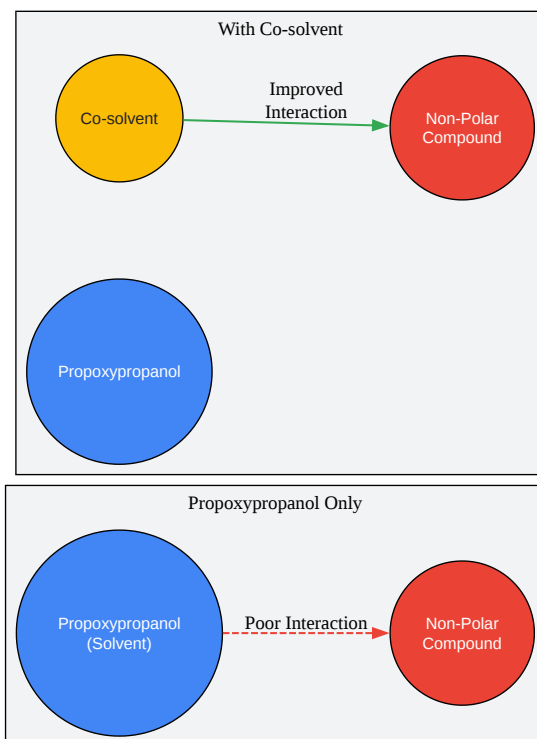 With Co-solvent
Improved
Interaction
Co-solvent
Non-Polar
Compound
Propoxypropanol
Propoxypropanol Only
Propoxypropanol
(Solvent)
Poor Interaction
Non-Polar
Compound